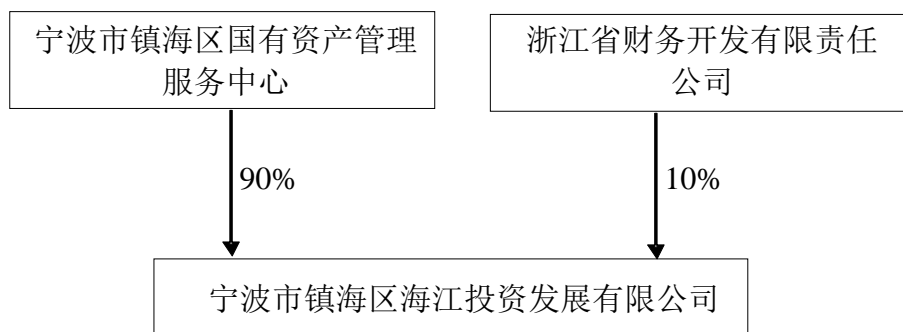 宁波市镇海区国有资产管理
服务中心
浙江省财务开发有限责任
公司
90%
10%
宁波市镇海区海江投资发展有限公司